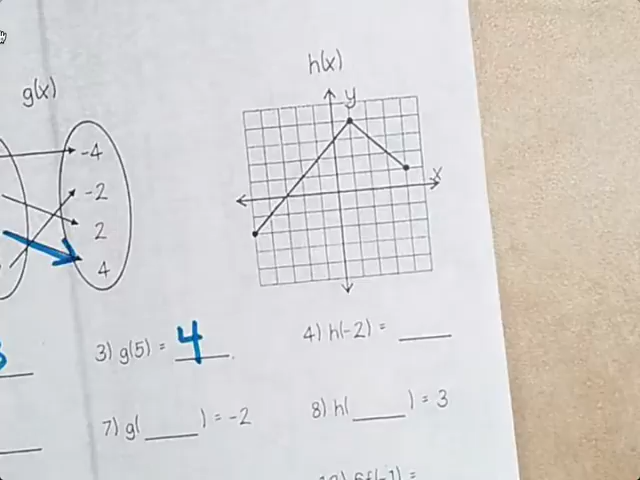 g(x)
h(x)
y
x
-4
-2
2
4
3) g(5) = 4.
4) h(-2) = ____
7) g(____) = -2
8) h(____) = 3